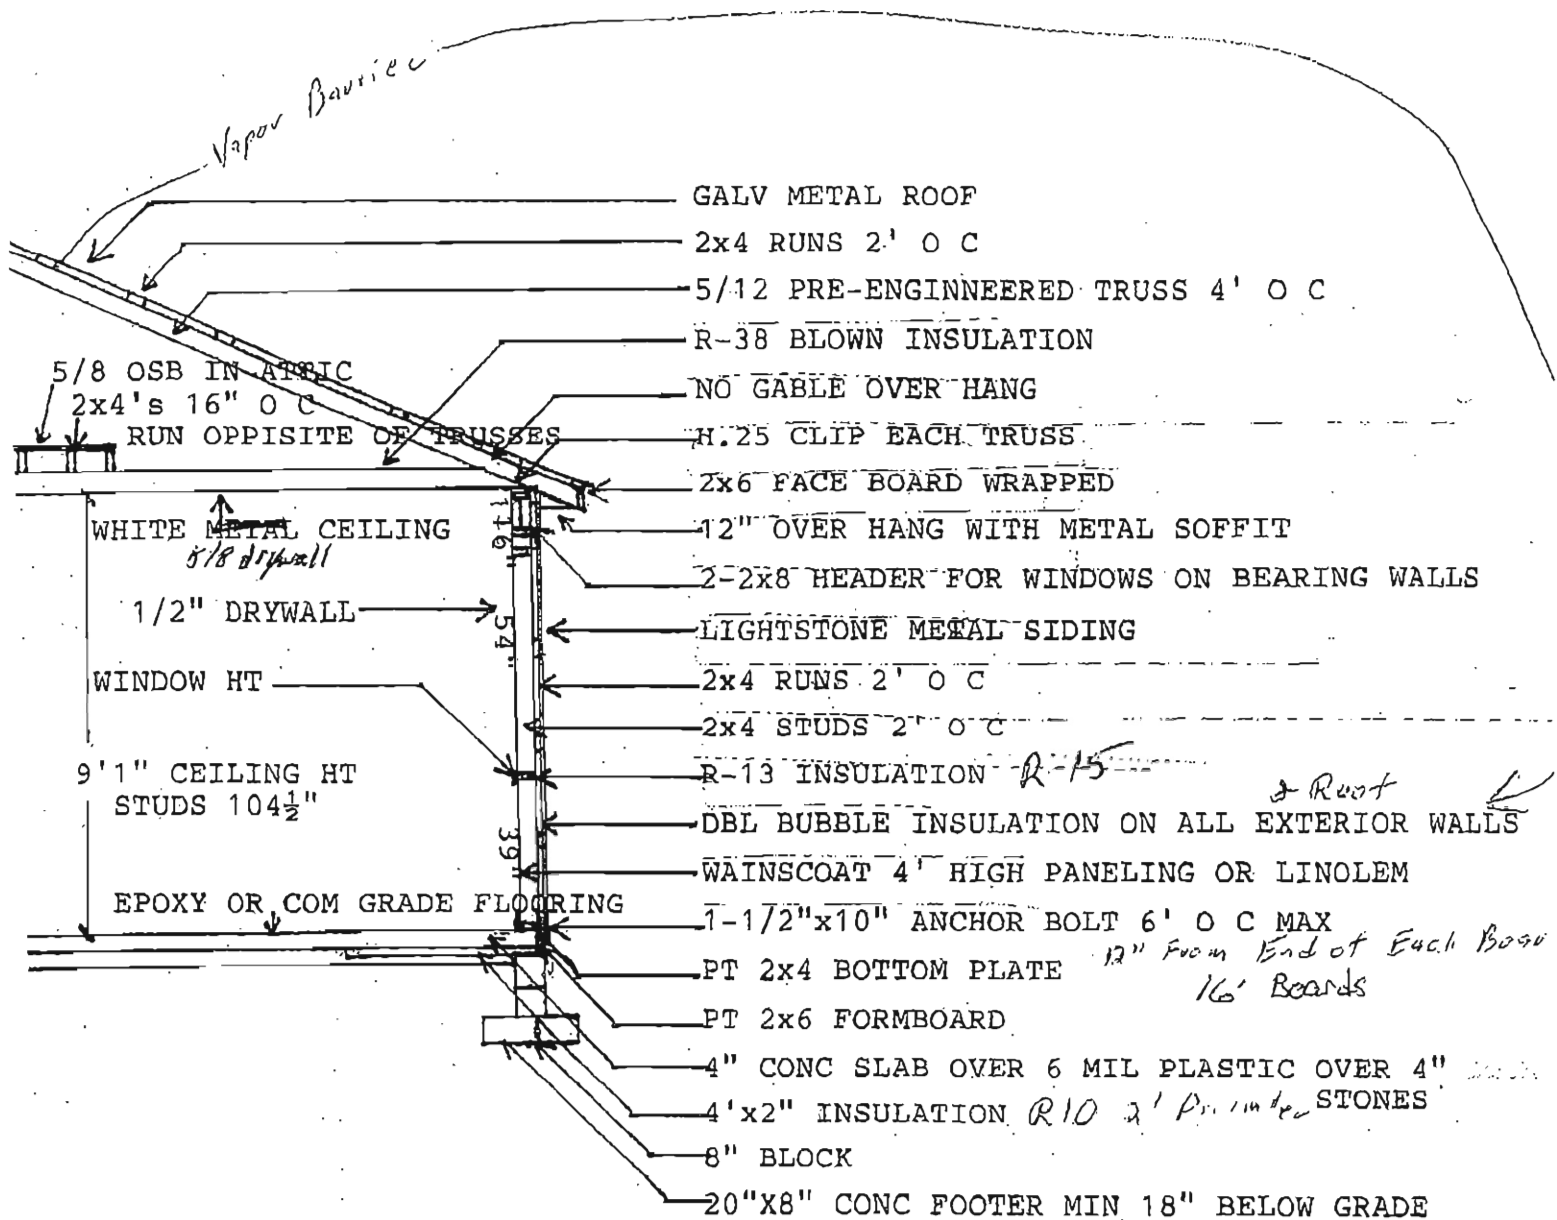 Vapor Barrier
GALV METAL ROOF
2x4 RUNS 2' O C
5/12 PRE-ENGINNEERED TRUSS 4' O C
R-38 BLOWN INSULATION
5/8 OSB IN ATTIC
2x4's 16" O C
RUN OPPISITE OF TRUSSES
NO GABLE OVER HANG
H.25 CLIP EACH TRUSS
2x6 FACE BOARD WRAPPED
WHITE METAL CEILING
5/8 drywall
12" OVER HANG WITH METAL SOFFIT
2-2x8 HEADER FOR WINDOWS ON BEARING WALLS
1/2" DRYWALL
54"
LIGHTSTONE METAL SIDING
WINDOW HT
2x4 RUNS 2' O C
2x4 STUDS 2' O C
9'1" CEILING HT
STUDS 104½"
R-13 INSULATION R-15
& Roof
DBL BUBBLE INSULATION ON ALL EXTERIOR WALLS
39"
WAINSCOAT 4' HIGH PANELING OR LINOLEM
EPOXY OR COM GRADE FLOORING
1-1/2"x10" ANCHOR BOLT 6' O C MAX
12" From End of Each
PT 2x4 BOTTOM PLATE
16' Boards
PT 2x6 FORMBOARD
4" CONC SLAB OVER 6 MIL PLASTIC OVER 4"
STONES
4'x2" INSULATION R10 2'
8" BLOCK
20"X8" CONC FOOTER MIN 18" BELOW GRADE